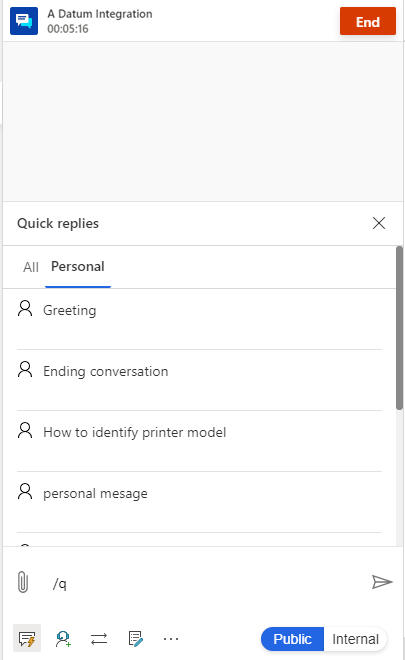 A Datum Integration
00:05:16
End
Quick replies
All
Personal
Greeting
Ending conversation
How to identify printer model
personal mesage
/q
Public
Internal